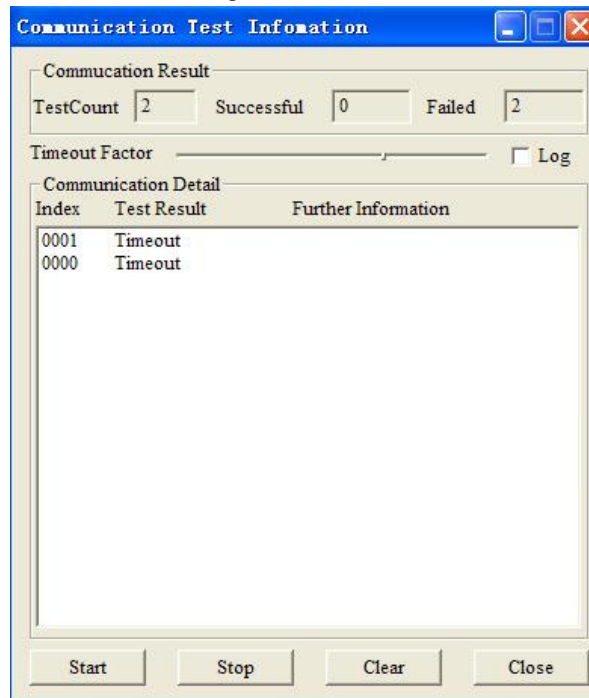 Communication Test Infomation
Commucation Result
TestCount 2 Successful 0 Failed 2
Timeout Factor Log
Communication Detail
Index Test Result Further Information
0001 Timeout
0000 Timeout
Start Stop Clear Close